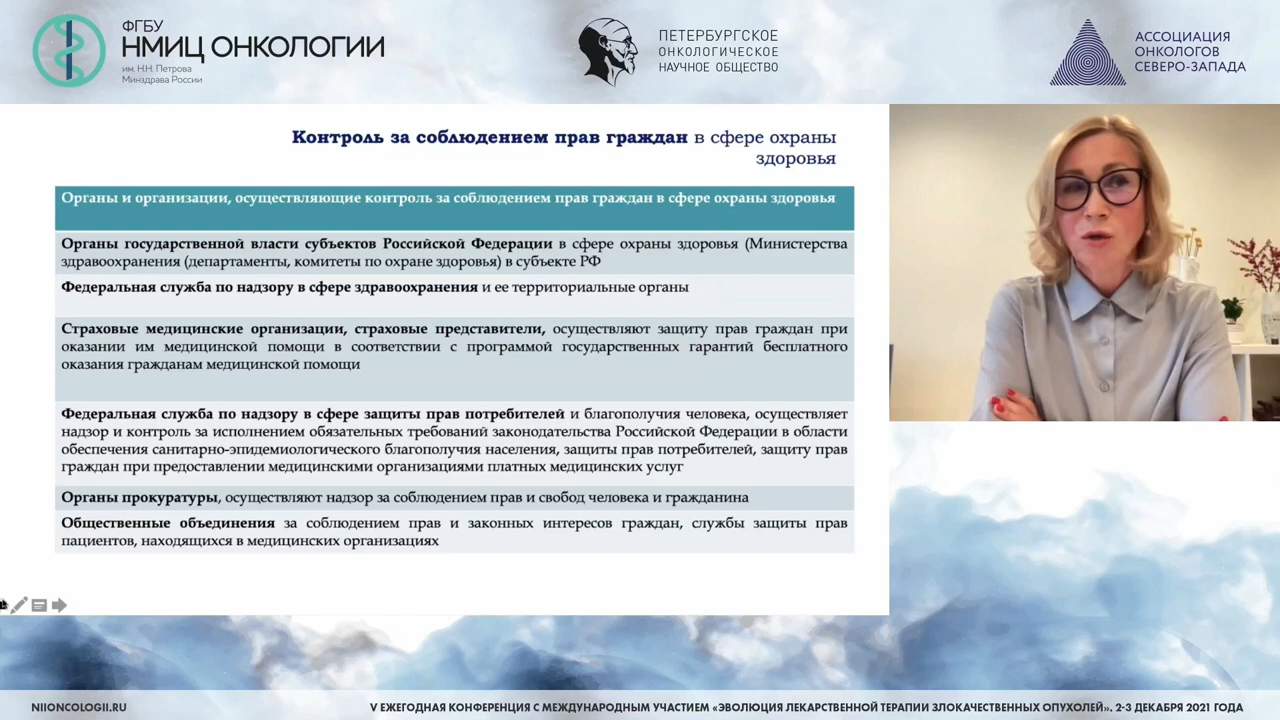 ФГБУ
НМИЦ ОНКОЛОГИИ
им. Н.Н. Петрова
Минздрава России
ПЕТЕРБУРГСКОЕ
ОНКОЛОГИЧЕСКОЕ
НАУЧНОЕ ОБЩЕСТВО
АССОЦИАЦИЯ
ОНКОЛОГОВ
СЕВЕРО-ЗАПАДА
Контроль за соблюдением прав граждан в сфере охраны
здоровья
Органы и организации, осуществляющие контроль за соблюдением прав граждан в сфере охраны здоровья
Органы государственной власти субъектов Российской Федерации в сфере охраны здоровья (Министерства
здравоохранения (департаменты, комитеты по охране здоровья) в субъекте РФ
Федеральная служба по надзору в сфере здравоохранения и ее территориальные органы
Страховые медицинские организации, страховые представители, осуществляют защиту прав граждан при
оказании им медицинской помощи в соответствии с программой государственных гарантий бесплатного
оказания гражданам медицинской помощи
Федеральная служба по надзору в сфере защиты прав потребителей и благополучия человека, осуществляет
надзор и контроль за исполнением обязательных требований законодательства Российской Федерации в области
обеспечения санитарно-эпидемиологического благополучия населения, защиты прав потребителей, защиту прав
граждан при предоставлении медицинскими организациями платных медицинских услуг
Органы прокуратуры, осуществляют надзор за соблюдением прав и свобод человека и гражданина
Общественные объединения за соблюдением прав и законных интересов граждан, службы защиты прав
пациентов, находящихся в медицинских организациях
NIIONCOLOGII.RU
V ЕЖЕГОДНАЯ КОНФЕРЕНЦИЯ С МЕЖДУНАРОДНЫМ УЧАСТИЕМ «ЭВОЛЮЦИЯ ЛЕКАРСТВЕННОЙ ТЕРАПИИ ЗЛОКАЧЕСТВЕННЫХ ОПУХОЛЕЙ». 2-3 ДЕКАБРЯ 2021 ГОДА